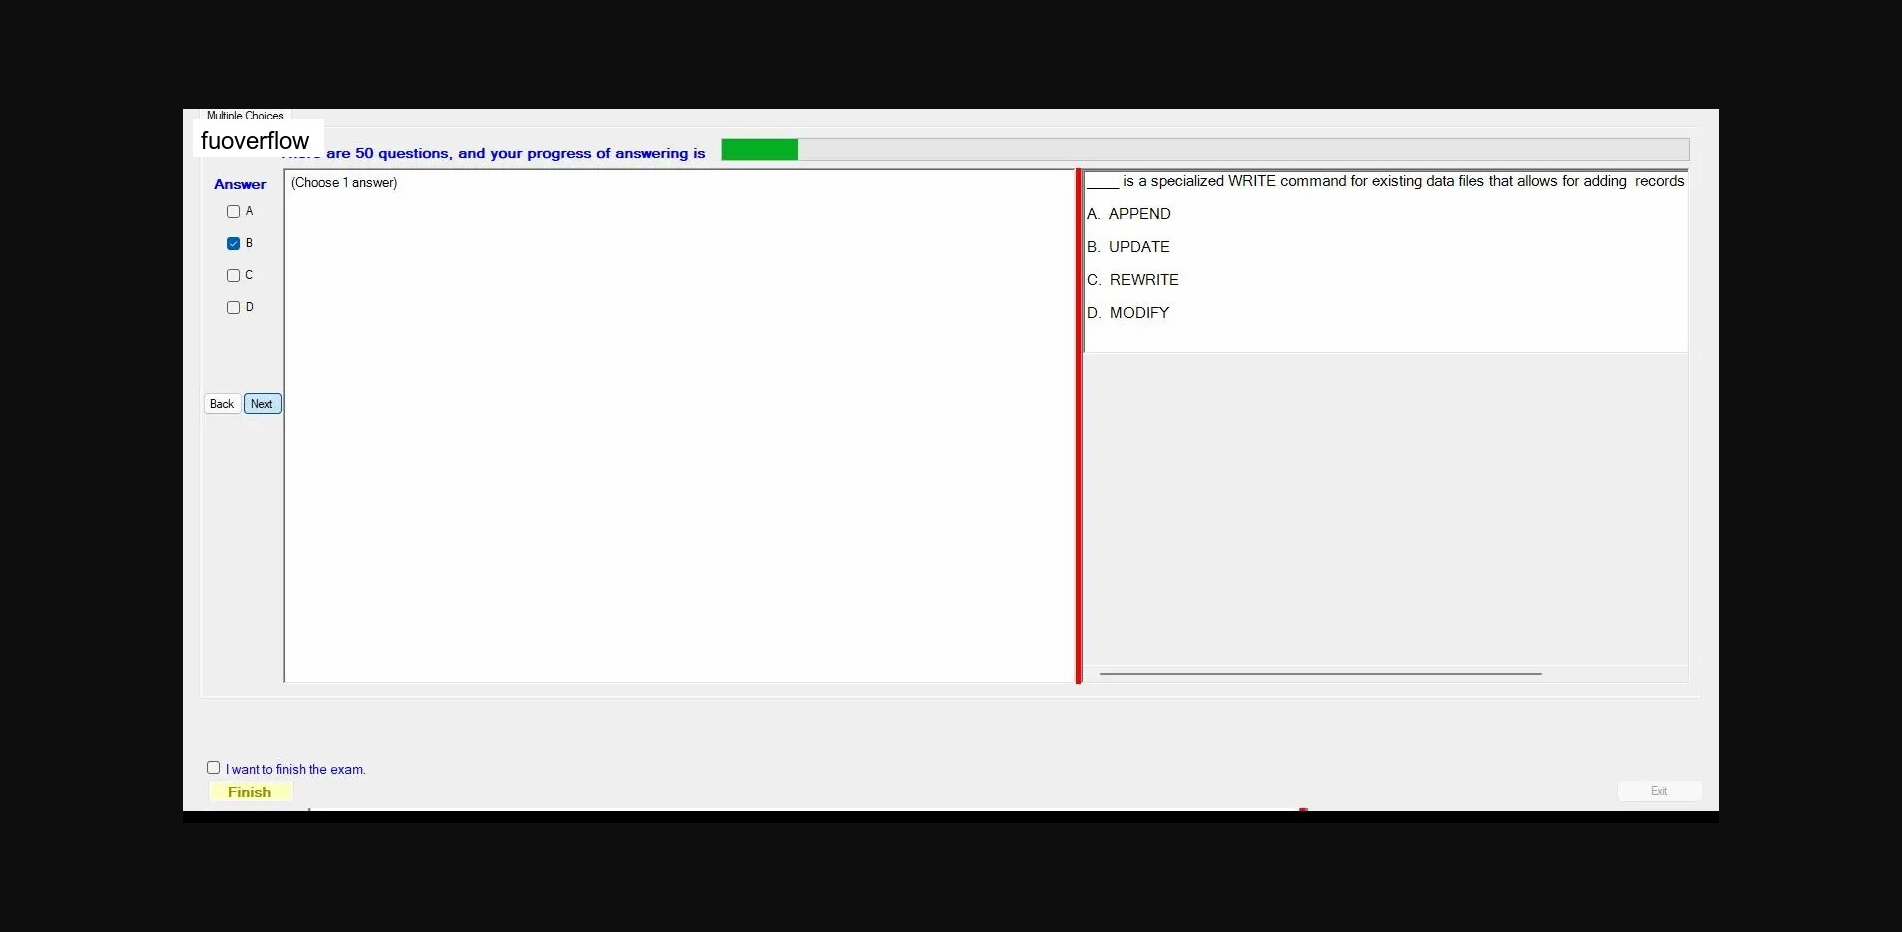 Multiple Choices
fuoverflow
are 50 questions, and your progress of answering is
Answer
(Choose 1 answer)
A
B
C
D
Back
Next
____ is a specialized WRITE command for existing data files that allows for adding  records
A.  APPEND
B.  UPDATE
C.  REWRITE
D.  MODIFY
I want to finish the exam.
Finish
Exit